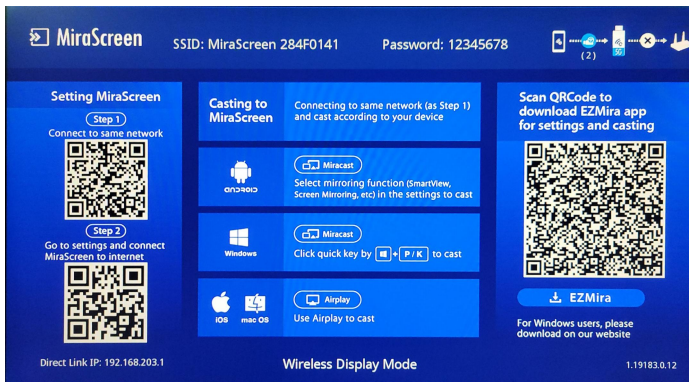 MiraScreen
SSID: MiraScreen 284F0141
Password: 12345678
(2)
5G
Setting MiraScreen
Step 1
Connect to same network
Step 2
Go to settings and connect
MiraScreen to internet
Direct Link IP: 192.168.203.1
Casting to
MiraScreen
Connecting to same network (as Step 1)
and cast according to your device
android
Miracast
Select mirroring function (SmartView,
Screen Mirroring, etc) in the settings to cast
Windows
Miracast
Click quick key by + P / K to cast
iOS
mac OS
Airplay
Use Airplay to cast
Wireless Display Mode
Scan QRCode to
download EZMira app
for settings and casting
EZMira
For Windows users, please
download on our website
1.19183.0.12